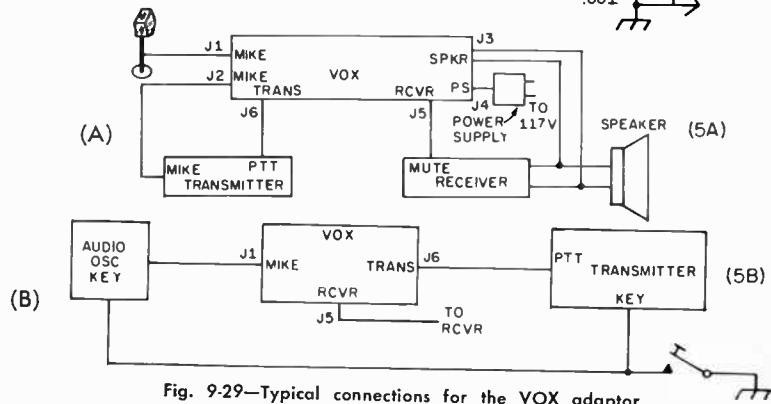 .001
J1
MIKE
J3
SPKR
J2
MIKE
VOX
TRANS
RCVR
PS
J4
TO
117V
J6
J5
POWER
SUPPLY
SPEAKER
(5A)
(A)
MIKE
PTT
TRANSMITTER
MUTE
RECEIVER
AUDIO
OSC
KEY
J1
VOX
MIKE
TRANS
J6
PTT
TRANSMITTER
KEY
(5B)
(B)
RCVR
J5
TO
RCVR
Fig. 9-29—Typical connections for the VOX adaptor